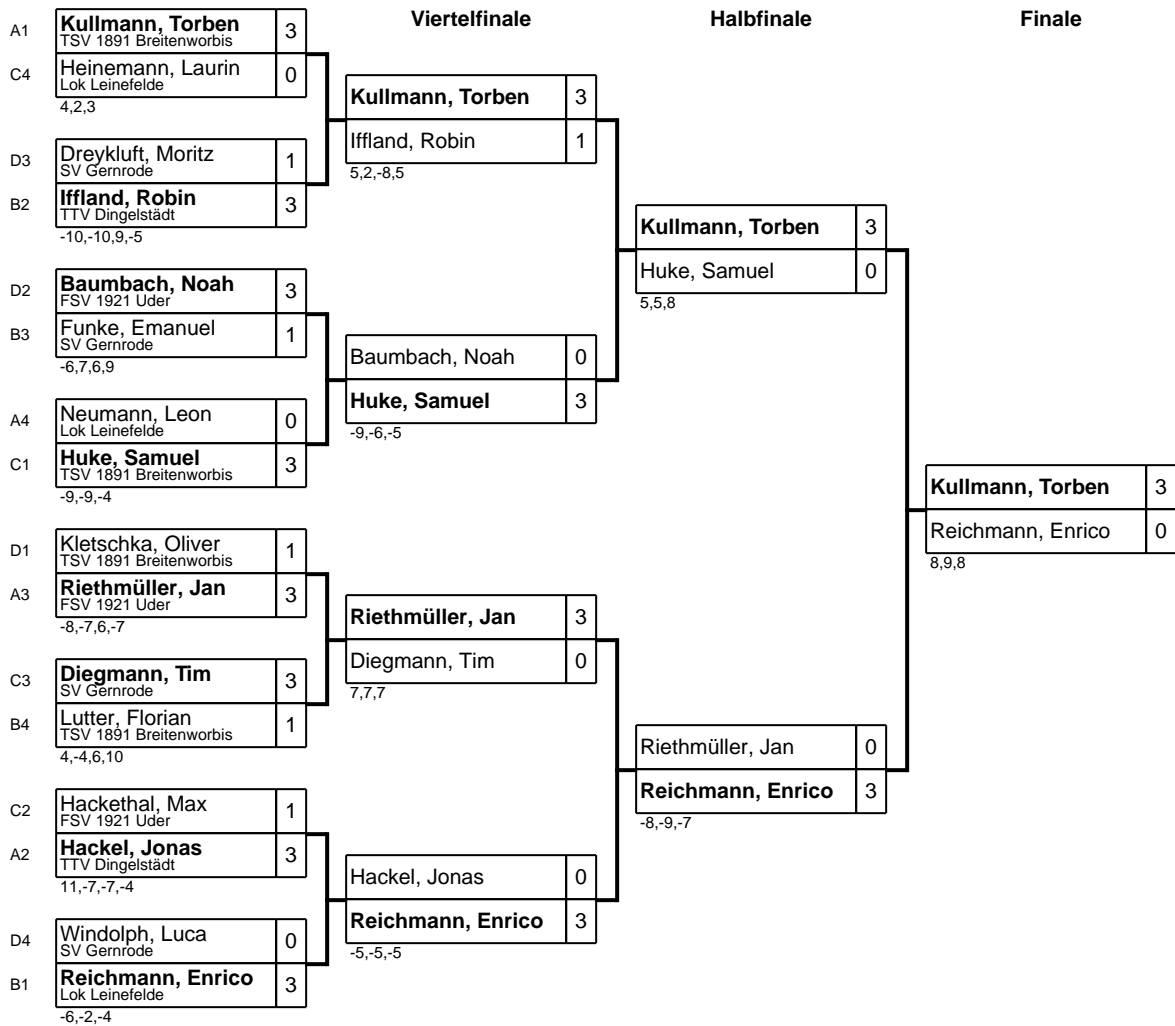 Viertelfinale
Halbfinale
Finale
A1
Kullmann, Torben
3
TSV 1891 Breitenworbis
C4
Heinemann, Laurin
0
Lok Leinefelde
4,2,3
D3
Dreykluft, Moritz
1
SV Gernrode
B2
Iffland, Robin
3
TTV Dingelstädt
-10,-10,9,-5
D2
Baumbach, Noah
3
FSV 1921 Uder
B3
Funke, Emanuel
1
SV Gernrode
-6,7,6,9
A4
Neumann, Leon
0
Lok Leinefelde
C1
Huke, Samuel
3
TSV 1891 Breitenworbis
-9,-9,-4
D1
Kletschka, Oliver
1
TSV 1891 Breitenworbis
A3
Riethmüller, Jan
3
FSV 1921 Uder
-8,-7,6,-7
C3
Diegmann, Tim
3
SV Gernrode
B4
Lutter, Florian
1
TSV 1891 Breitenworbis
4,-4,6,10
C2
Hackethal, Max
1
FSV 1921 Uder
A2
Hackel, Jonas
3
TTV Dingelstädt
11,-7,-7,-4
D4
Windolph, Luca
0
SV Gernrode
B1
Reichmann, Enrico
3
Lok Leinefelde
-6,-2,-4
Kullmann, Torben
3
Iffland, Robin
1
5,2,-8,5
Baumbach, Noah
0
Huke, Samuel
3
-9,-6,-5
Riethmüller, Jan
3
Diegmann, Tim
0
7,7,7
Hackel, Jonas
0
Reichmann, Enrico
3
-5,-5,-5
Kullmann, Torben
3
Huke, Samuel
0
5,5,8
Riethmüller, Jan
0
Reichmann, Enrico
3
-8,-9,-7
Kullmann, Torben
3
Reichmann, Enrico
0
8,9,8